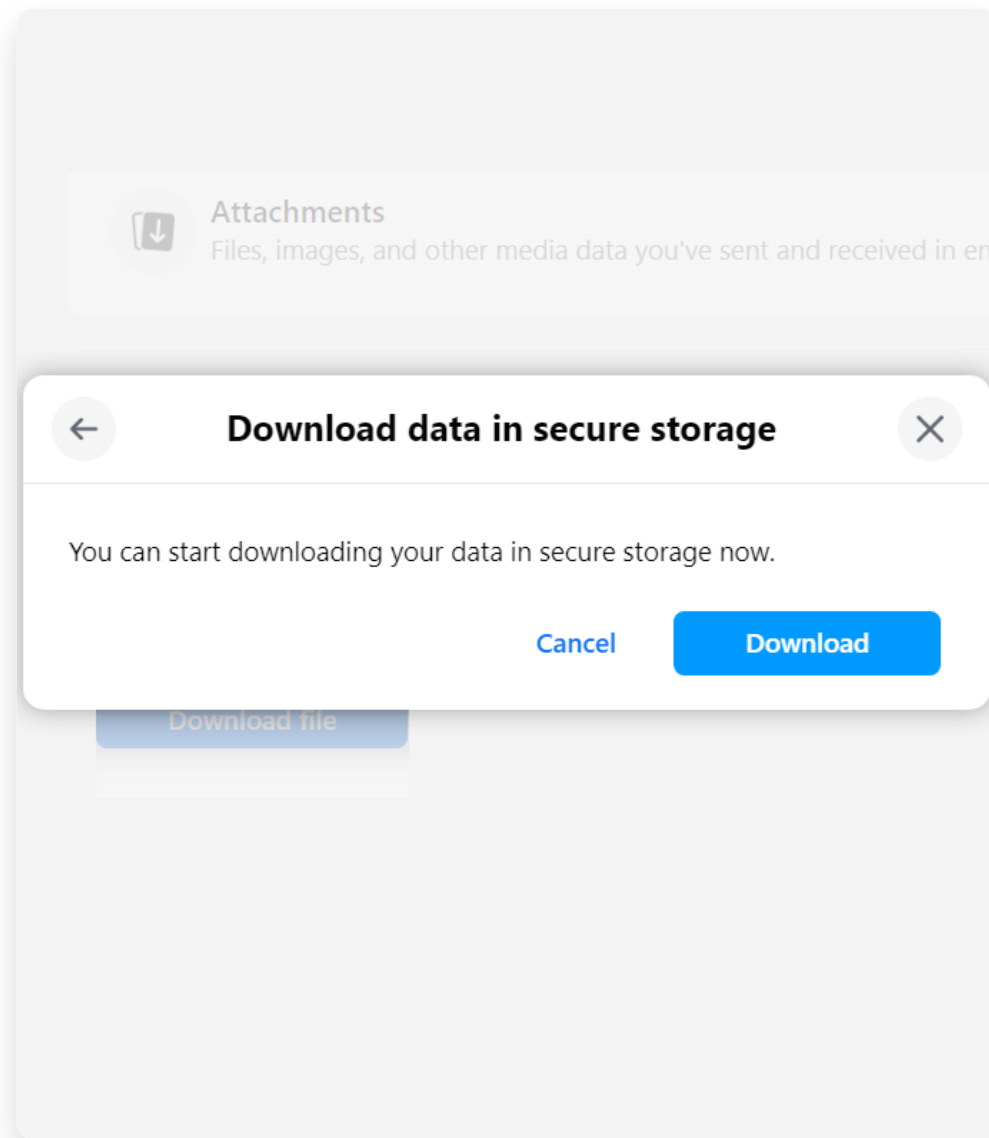 Attachments
Files, images, and other media data you've sent and received in en
Download data in secure storage
You can start downloading your data in secure storage now.
Cancel
Download
Download file